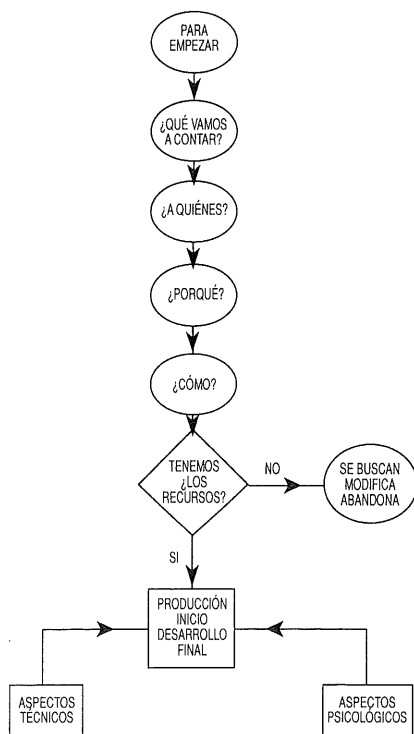 PARA
EMPEZAR
¿QUÉ VAMOS
A CONTAR?
¿A QUIÉNES?
¿PORQUÉ?
¿CÓMO?
TENEMOS
¿LOS
RECURSOS?
NO
SE BUSCAN
MODIFICA
ABANDONA
SI
PRODUCCIÓN
INICIO
DESARROLLO
FINAL
ASPECTOS
TÉCNICOS
ASPECTOS
PSICOLÓGICOS